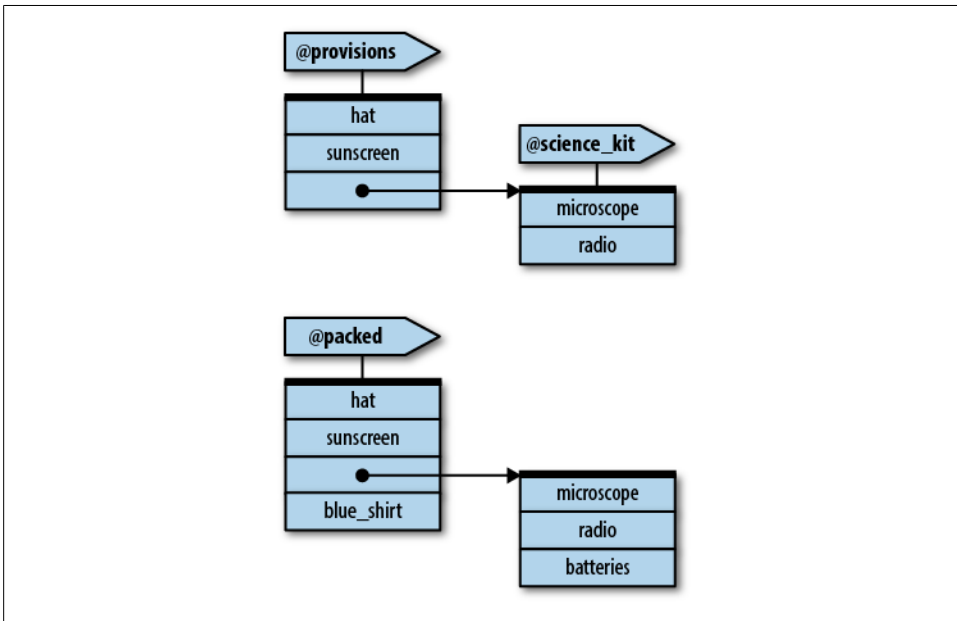 @provisions
hat
sunscreen
@science_kit
microscope
radio
@packed
hat
sunscreen
blue_shirt
microscope
radio
batteries